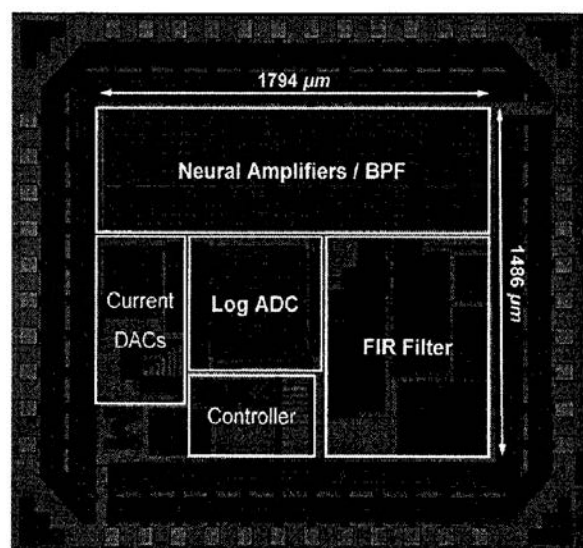 1794 µm
Neural Amplifiers / BPF
1486 µm
Current
DACs
Log ADC
FIR Filter
Controller